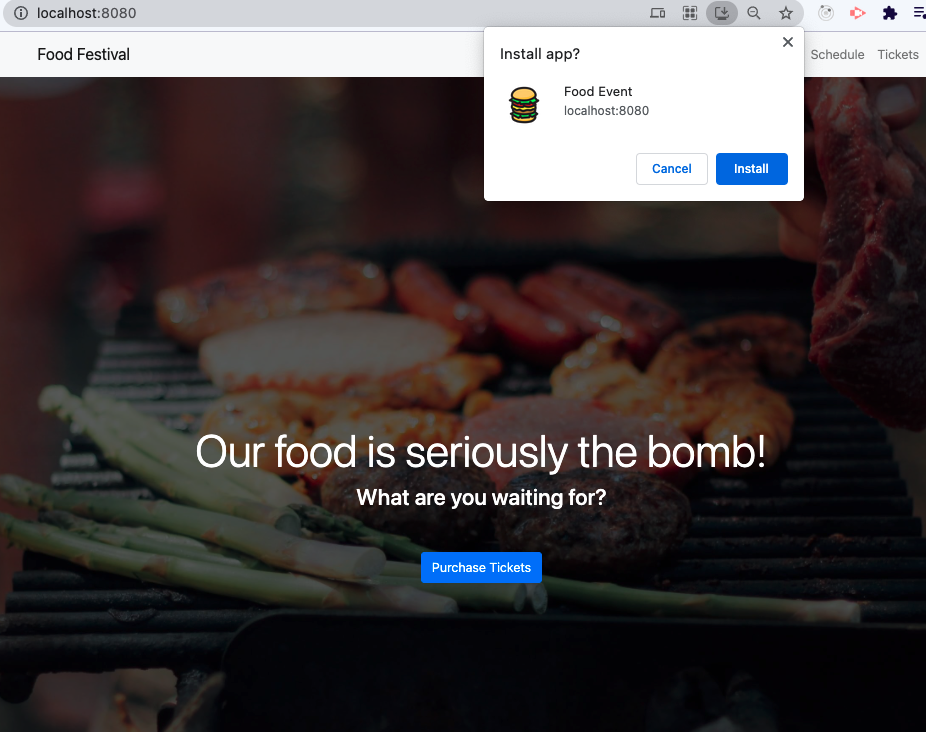 localhost:8080
Food Festival
Schedule Tickets
Install app?
Food Event
localhost:8080
Cancel Install
Our food is seriously the bomb!
What are you waiting for?
Purchase Tickets